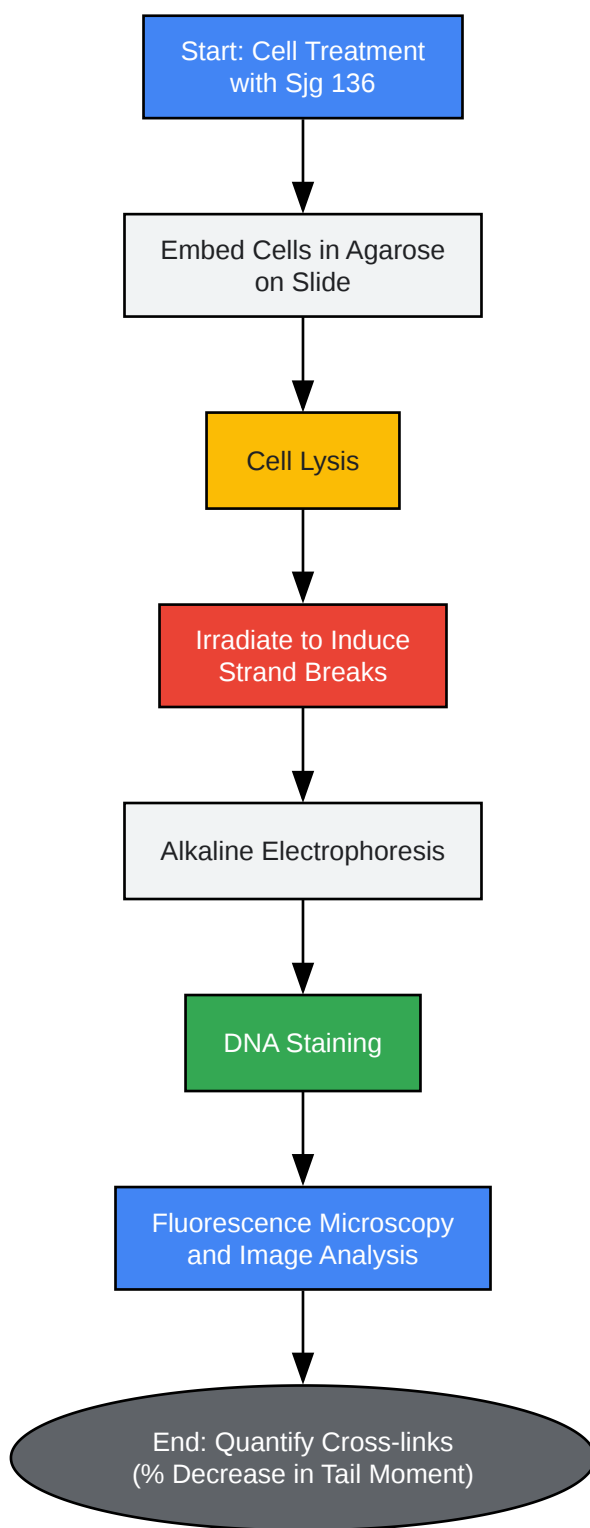 Start: Cell Treatment
with Sjg 136
Embed Cells in Agarose
on Slide
Cell Lysis
Irradiate to Induce
Strand Breaks
Alkaline Electrophoresis
DNA Staining
Fluorescence Microscopy
and Image Analysis
End: Quantify Cross-links
(% Decrease in Tail Moment)